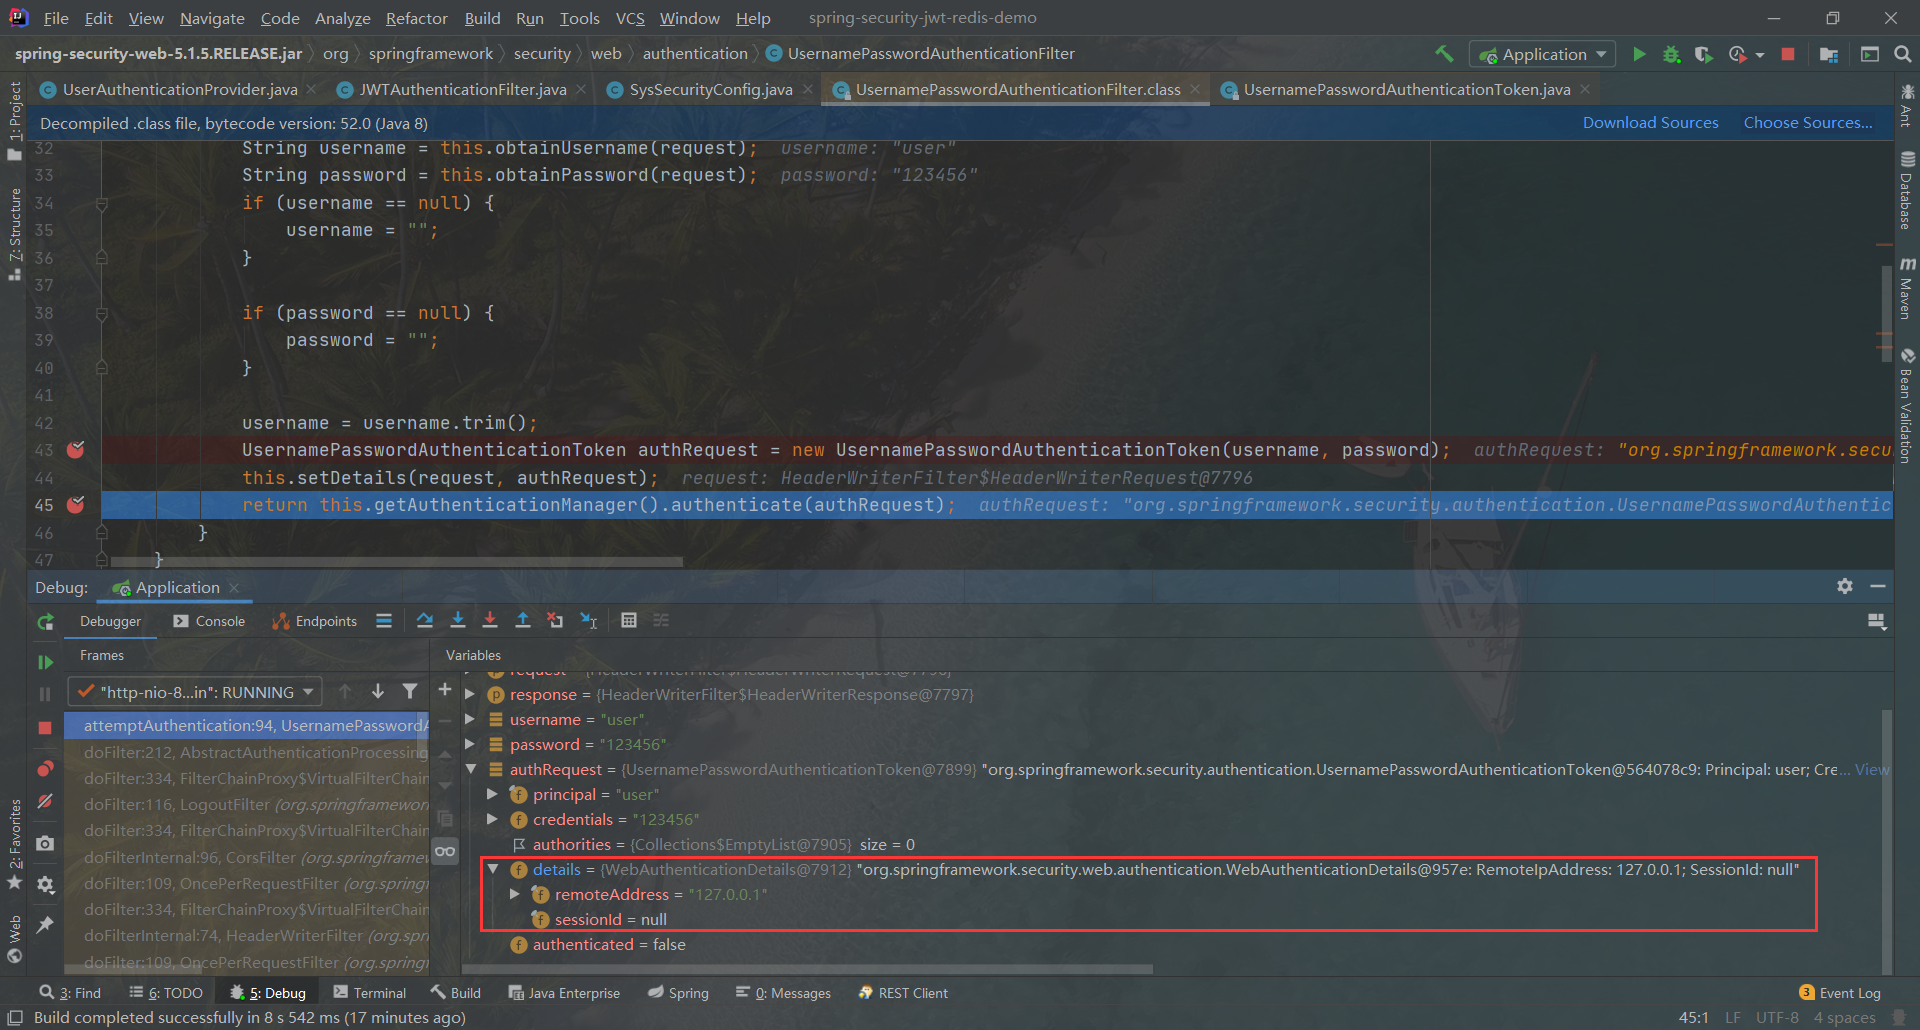 File Edit View Navigate Code Analyze Refactor Build Run Tools VCS Window Help spring-security-jwt-redis-demo
spring-security-web-5.1.5.RELEASE.jar org springframework security web authentication UsernamePasswordAuthenticationFilter Application
UserAuthenticationProvider.java JWTAuthenticationFilter.java SysSecurityConfig.java UsernamePasswordAuthenticationFilter.class UsernamePasswordAuthenticationToken.java
Decompiled .class file, bytecode version: 52.0 (Java 8) Download Sources Choose Sources...
32 String username = this.obtainUsername(request); username: "user"
33 String password = this.obtainPassword(request); password: "123456"
34 if (username == null) {
35 username = "";
36 }
37
38 if (password == null) {
39 password = "";
40 }
41
42 username = username.trim();
43 UsernamePasswordAuthenticationToken authRequest = new UsernamePasswordAuthenticationToken(username, password); authRequest: "org.springframework.secu
44 this.setDetails(request, authRequest); request: HeaderWriterFilter$HeaderWriterRequest@7796
45 return this.getAuthenticationManager().authenticate(authRequest); authRequest: "org.springframework.security.authentication.UsernamePasswordAuthentic
46 }
47 }
1: Project
7: Structure
2: Favorites
Web
Ant
Database
Maven
Bean Validation
Debug: Application
Debugger Console Endpoints
Frames
"http-nio-8...in": RUNNING
attemptAuthentication:94, UsernamePasswordA
doFilter:212, AbstractAuthenticationProcessing
doFilter:334, FilterChainProxy$VirtualFilterChain
doFilter:116, LogoutFilter (org.springframework
doFilter:334, FilterChainProxy$VirtualFilterChain
doFilterInternal:96, CorsFilter (org.springframew
doFilter:109, OncePerRequestFilter (org.springf
doFilter:334, FilterChainProxy$VirtualFilterChain
doFilterInternal:74, HeaderWriterFilter (org.spr
doFilter:109, OncePerRequestFilter (org.springf
Variables
request = {HeaderWriterFilter$HeaderWriterRequest@7796}
response = {HeaderWriterFilter$HeaderWriterResponse@7797}
username = "user"
password = "123456"
authRequest = {UsernamePasswordAuthenticationToken@7899} "org.springframework.security.authentication.UsernamePasswordAuthenticationToken@564078c9: Principal: user; Cre... View
principal = "user"
credentials = "123456"
authorities = {Collections$EmptyList@7905} size = 0
details = {WebAuthenticationDetails@7912} "org.springframework.security.web.authentication.WebAuthenticationDetails@957e: RemoteIpAddress: 127.0.0.1; SessionId: null"
remoteAddress = "127.0.0.1"
sessionId = null
authenticated = false
3: Find 6: TODO 5: Debug Terminal Build Java Enterprise Spring 0: Messages REST Client 3 Event Log
Build completed successfully in 8 s 542 ms (17 minutes ago) 45:1 LF UTF-8 4 spaces